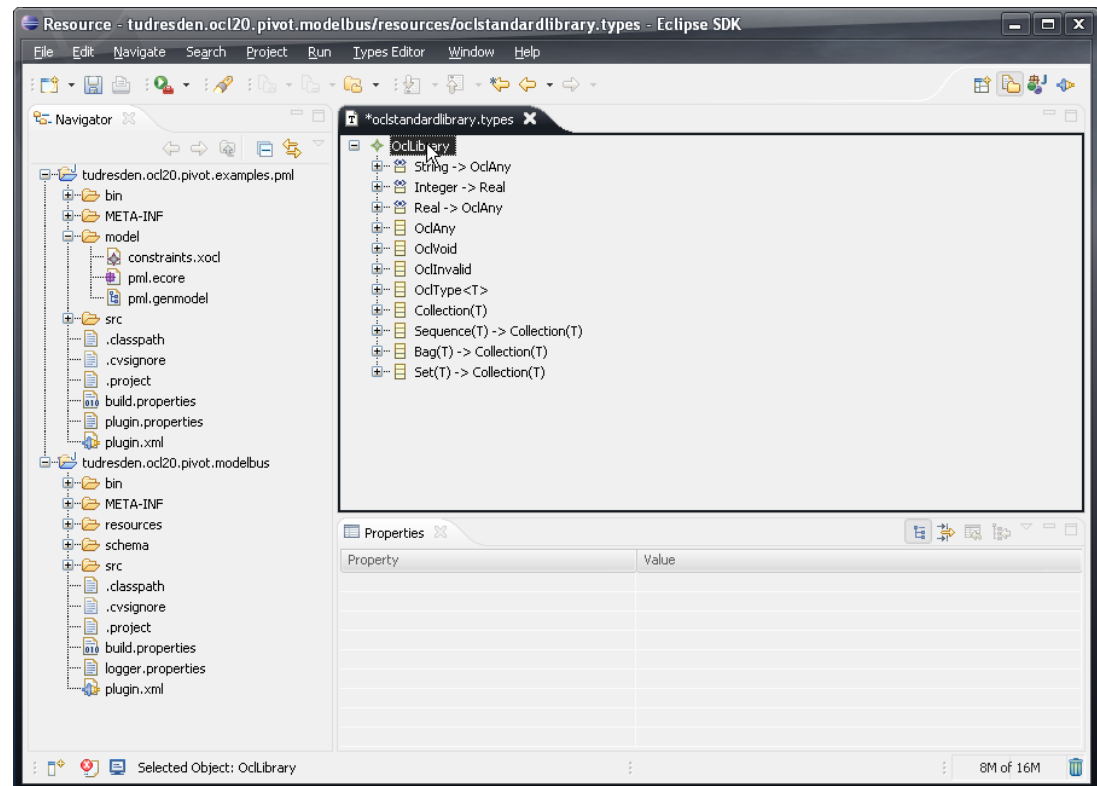 Resource - tudresden.ocl20.pivot.modelbus/resources/oclstandardlibrary.types - Eclipse SDK
File Edit Navigate Search Project Run Types Editor Window Help
Navigator
tudresden.ocl20.pivot.examples.pml
bin
META-INF
model
constraints.xocl
pml.ecore
pml.genmodel
src
.classpath
.cvsignore
.project
build.properties
plugin.properties
plugin.xml
tudresden.ocl20.pivot.modelbus
bin
META-INF
resources
schema
src
.classpath
.cvsignore
.project
build.properties
logger.properties
plugin.xml
*oclstandardlibrary.types
OclLibrary
String -> OclAny
Integer -> Real
Real -> OclAny
OclAny
OclVoid
OclInvalid
OclType<T>
Collection(T)
Sequence(T) -> Collection(T)
Bag(T) -> Collection(T)
Set(T) -> Collection(T)
Properties
Property Value
Selected Object: OclLibrary
8M of 16M